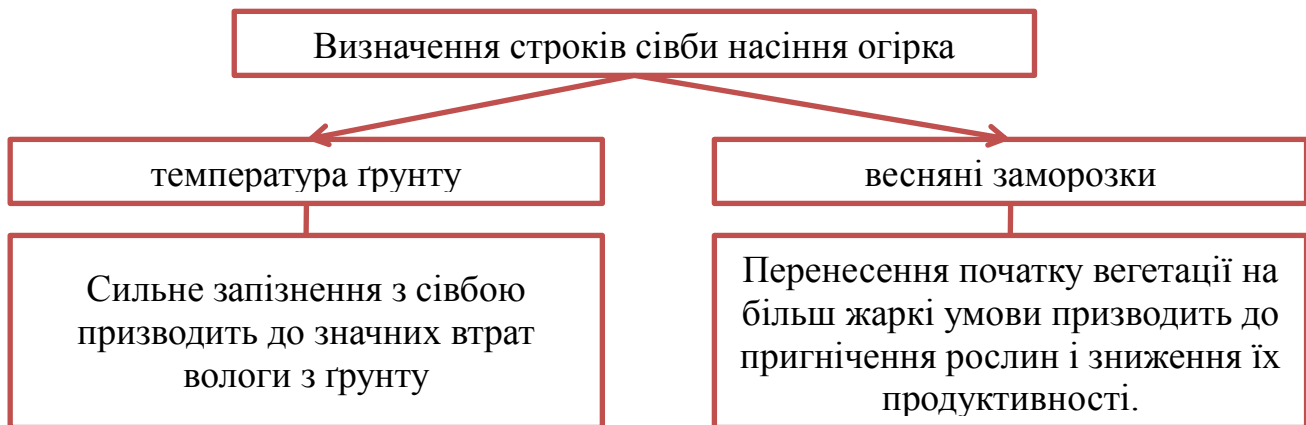 Визначення строків сівби насіння огірка
температура ґрунту
весняні заморозки
Сильне запізнення з сівбою
призводить до значних втрат
вологи з ґрунту
Перенесення початку вегетації на
більш жаркі умови призводить до
пригнічення рослин і зниження їх
продуктивності.